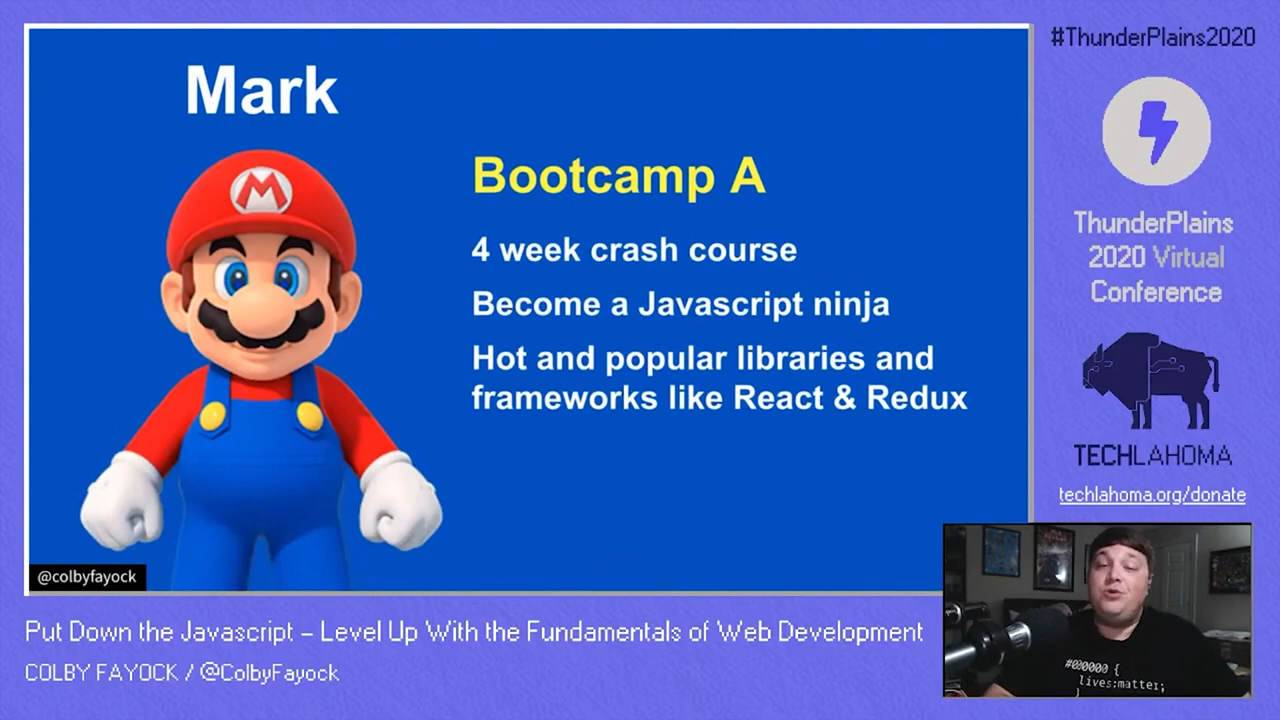 Mark
M
Bootcamp A
4 week crash course
Become a Javascript ninja
Hot and popular libraries and
frameworks like React & Redux
@colbyfayock
#ThunderPlains2020
ThunderPlains
2020 Virtual
Conference
TECHLAHOMA
techlahoma.org/donate
Put Down the Javascript – Level Up With the Fundamentals of Web Development
COLBY FAYOCK / @ColbyFayock
#000000 {
lives:matter;
}